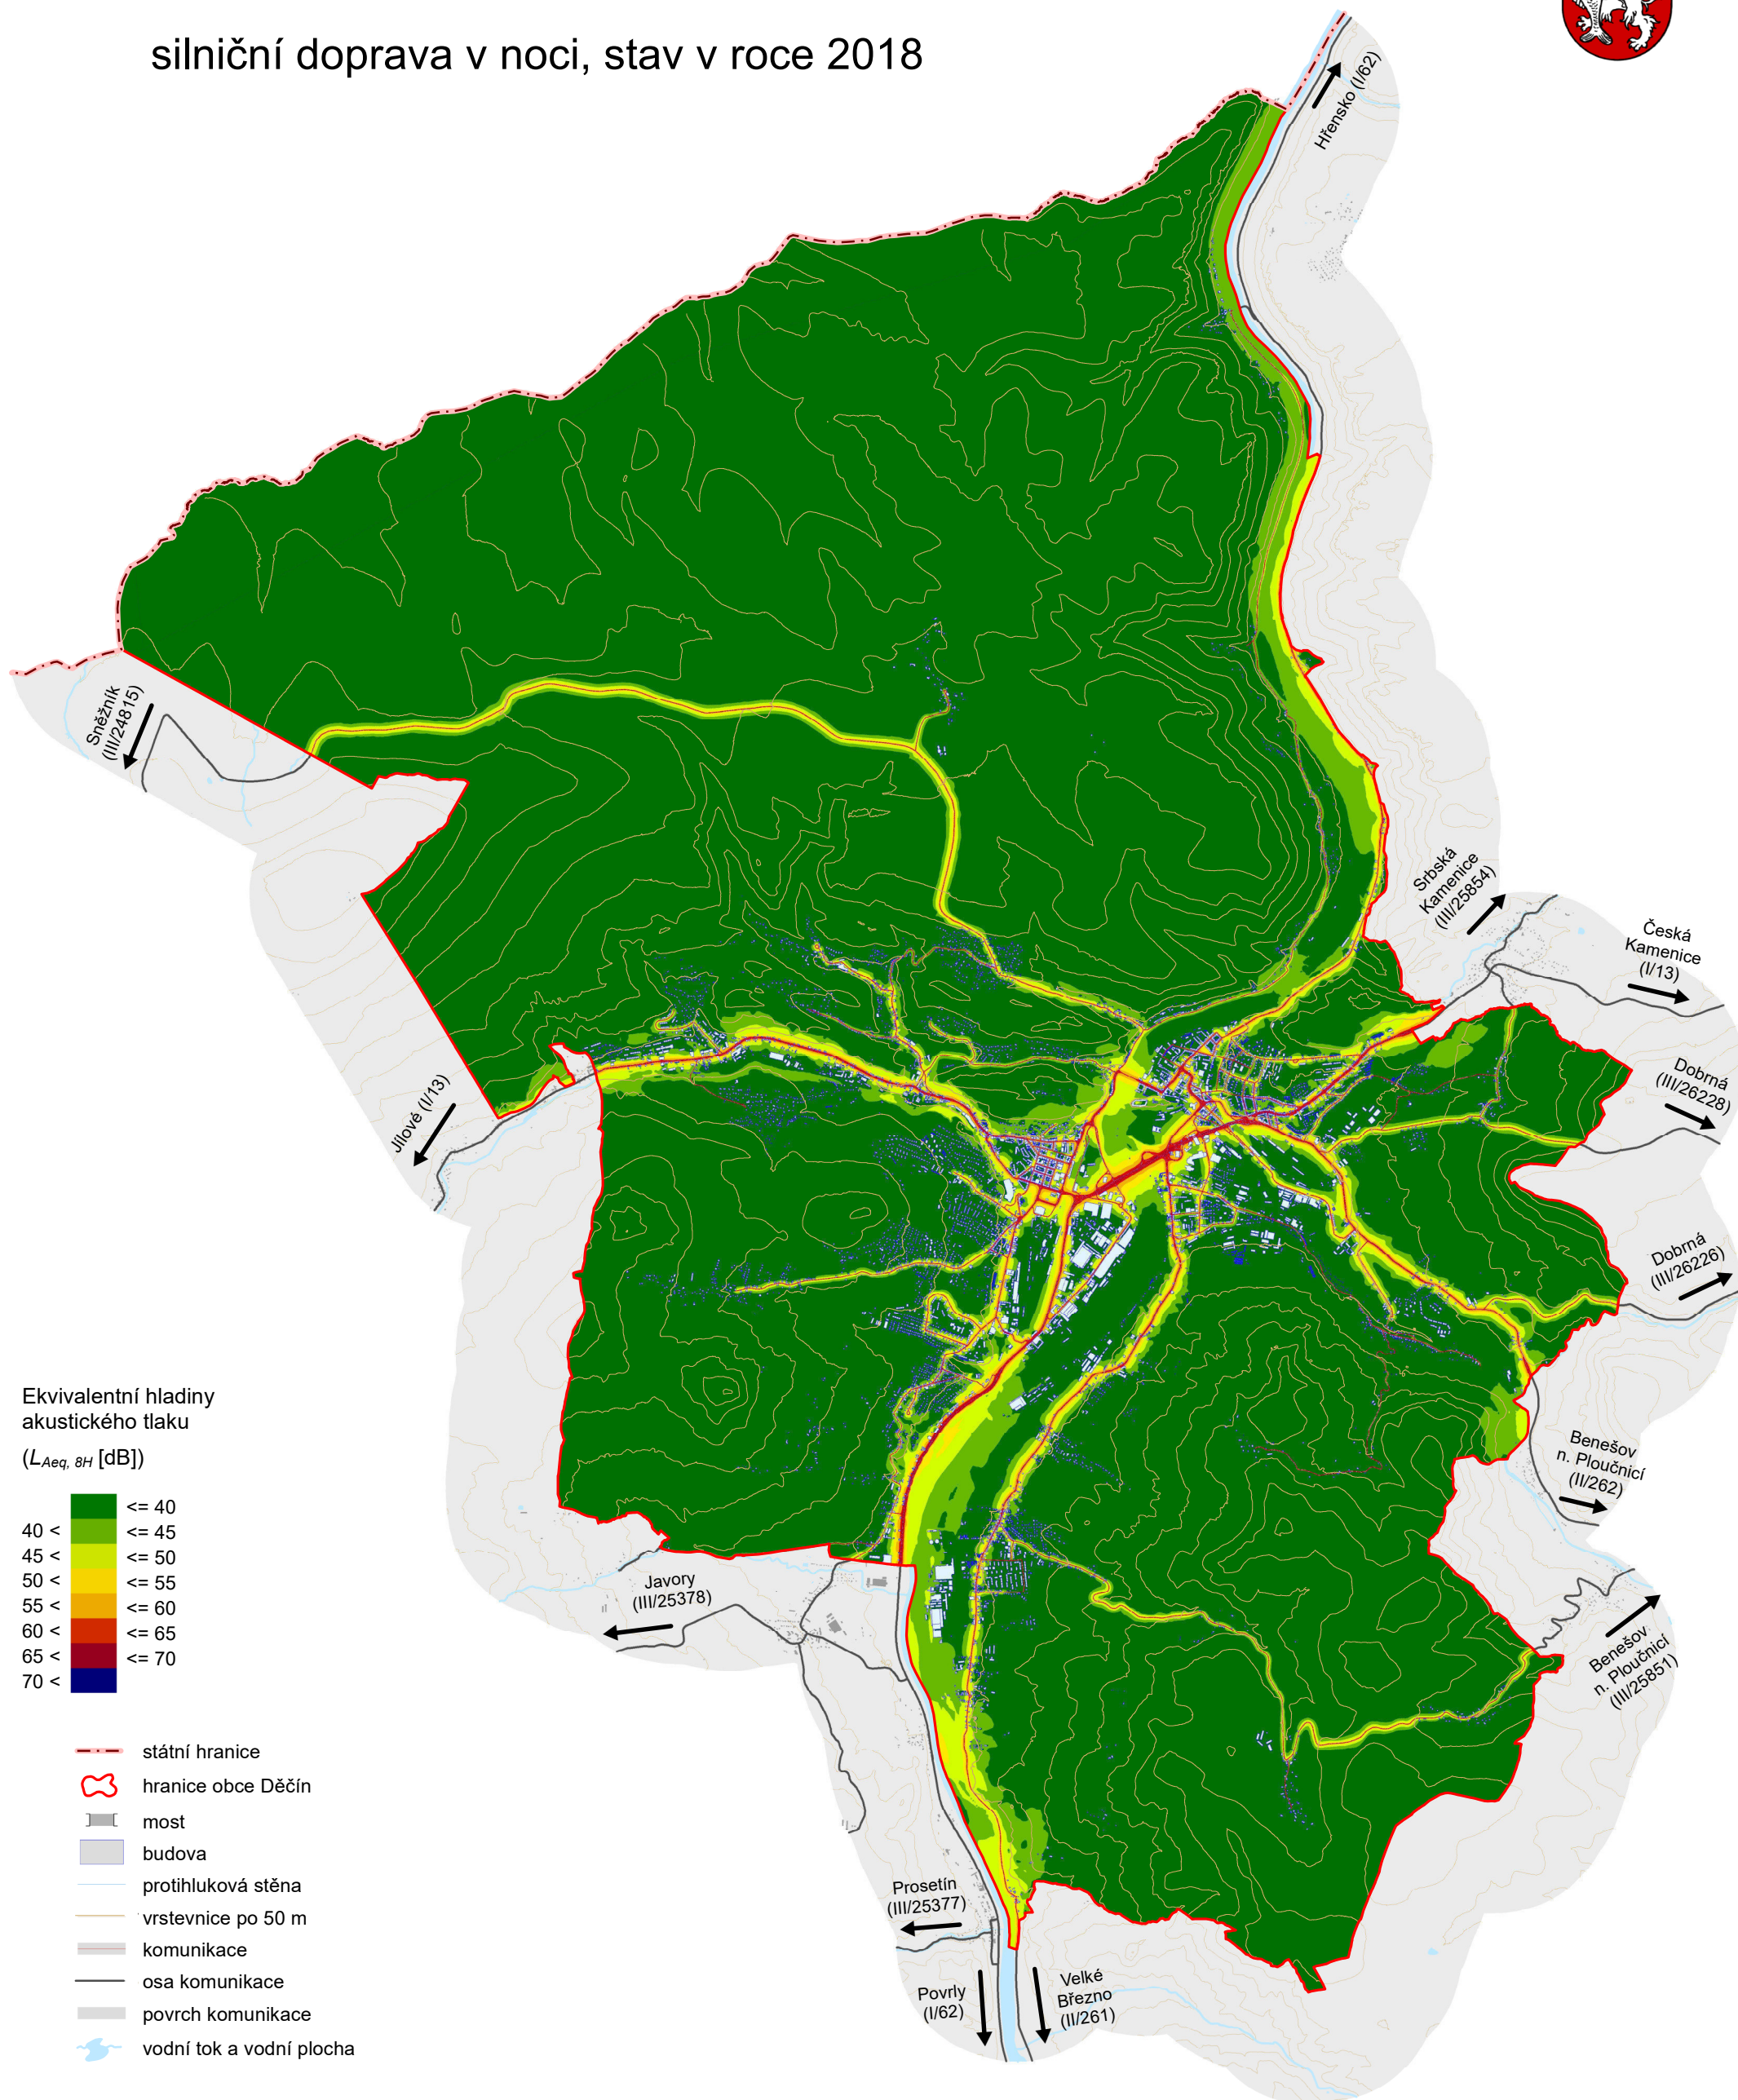 silniční doprava v noci, stav v roce 2018
Hřensko (I/62)
Sněžník
(III/24815)
Srbská
Kamenice
(III/25854)
Česká
Kamenice
(I/13)
Jílové (I/13)
Dobrná
(III/26228)
Dobrná
(III/26226)
Benešov
n. Ploučnicí
(II/262)
Benešov
n. Ploučnicí
(III/25851)
Javory
(III/25378)
Prosetín
(III/25377)
Povrly
(I/62)
Velké
Březno
(II/261)
Ekvivalentní hladiny
akustického tlaku
(LAeq, 8H [dB])
<= 40
40 < <= 45
45 < <= 50
50 < <= 55
55 < <= 60
60 < <= 65
65 < <= 70
70 <
státní hranice
hranice obce Děčín
most
budova
protihluková stěna
vrstevnice po 50 m
komunikace
osa komunikace
povrch komunikace
vodní tok a vodní plocha